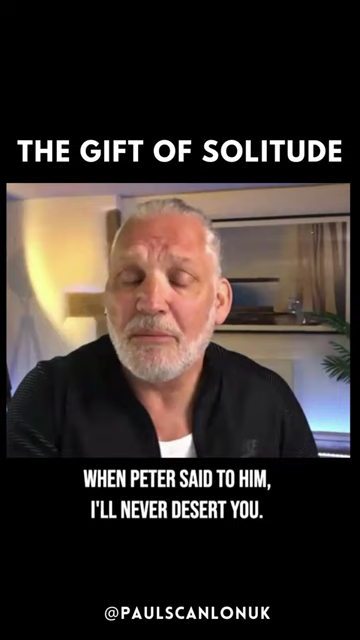 THE GIFT OF SOLITUDE
WHEN PETER SAID TO HIM,
I'LL NEVER DESERT YOU.
@PAULSCANLONUK